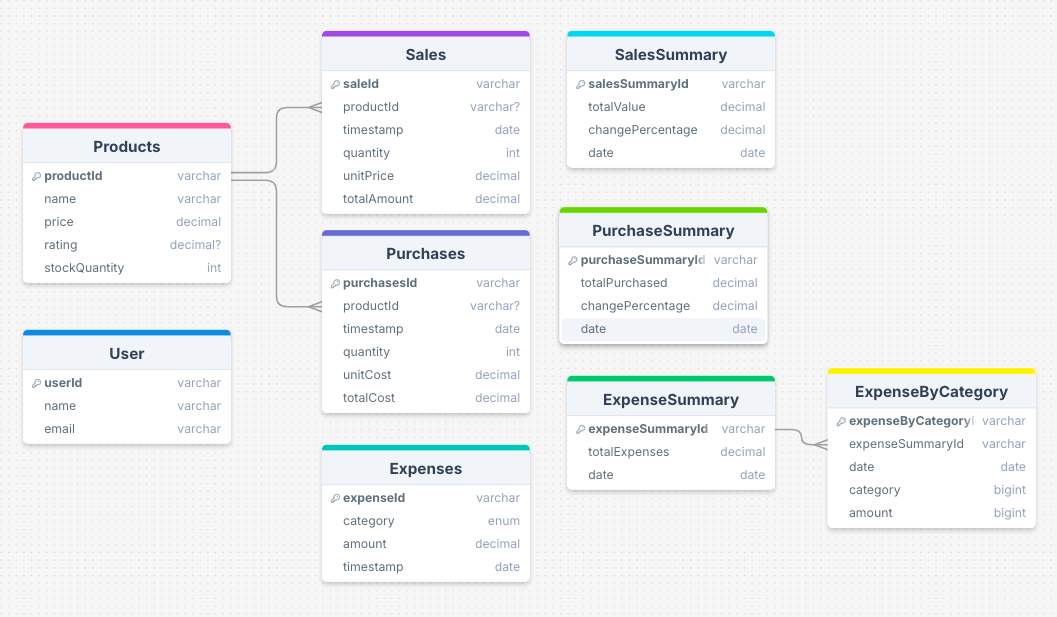 Products
productId varchar
name varchar
price decimal
rating decimal?
stockQuantity int
User
userId varchar
name varchar
email varchar
Sales
saleId varchar
productId varchar?
timestamp date
quantity int
unitPrice decimal
totalAmount decimal
Purchases
purchasesId varchar
productId varchar?
timestamp date
quantity int
unitCost decimal
totalCost decimal
Expenses
expenseId varchar
category enum
amount decimal
timestamp date
SalesSummary
salesSummaryId varchar
totalValue decimal
changePercentage decimal
date date
PurchaseSummary
purchaseSummaryId varchar
totalPurchased decimal
changePercentage decimal
date date
ExpenseSummary
expenseSummaryId varchar
totalExpenses decimal
date date
ExpenseByCategory
expenseByCategoryI varchar
expenseSummaryId varchar
date date
category bigint
amount bigint